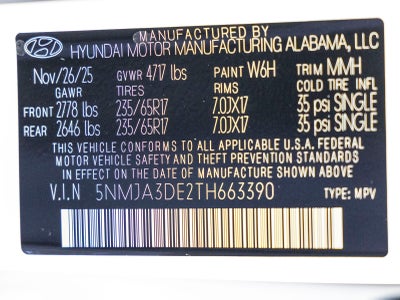 MANUFACTURED BY
HYUNDAI MOTOR MANUFACTURING ALABAMA, LLC
Nov/26/25 GVWR 4717 lbs PAINT W6H TRIM MMH
GAWR TIRES RIMS COLD TIRE INFL
FRONT 2778 lbs 235/65R17 7.0JX17 35 psi SINGLE
REAR 2646 lbs 235/65R17 7.0JX17 35 psi SINGLE
THIS VEHICLE CONFORMS TO ALL APPLICABLE U.S.A. FEDERAL
MOTOR VEHICLE SAFETY AND THEFT PREVENTION STANDARDS
IN EFFECT ON THE DATE OF MANUFACTURE SHOWN ABOVE
V.I.N 5NMJA3DE2TH663390 TYPE: MPV